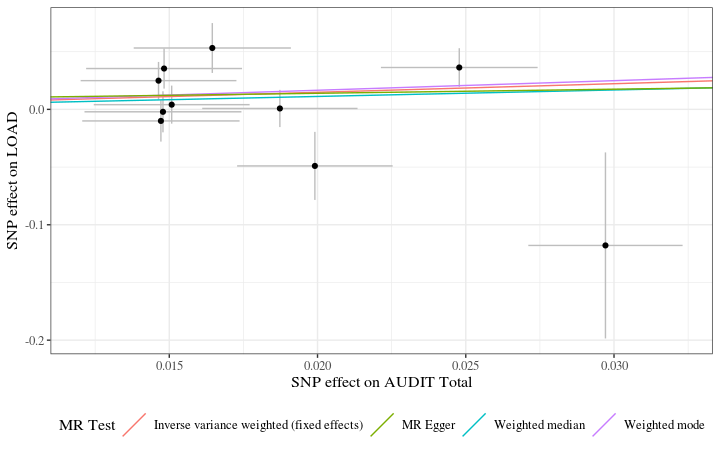 SNP effect on LOAD
0.0
-0.1
-0.2
0.015
0.020
0.025
0.030
SNP effect on AUDIT Total
MR Test
Inverse variance weighted (fixed effects)
MR Egger
Weighted median
Weighted mode